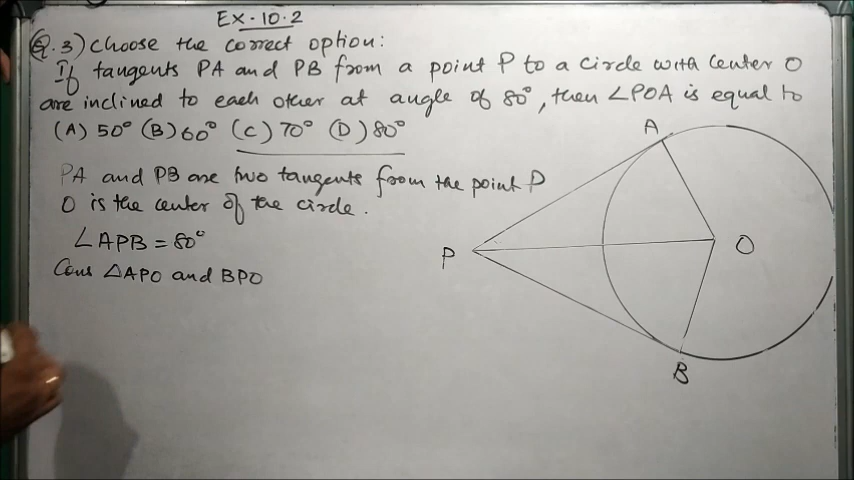 Ex. 10.2
Q.3) Choose the correct option:
If tangents PA and PB from a point P to a circle with center O
are inclined to each other at angle of 80°, then ∠POA is equal to
(A) 50° (B) 60° (C) 70° (D) 80°
PA and PB are two tangents from the point P
O is the center of the circle.
∠APB = 80°
Cons △APO and BPO
A
P
O
B